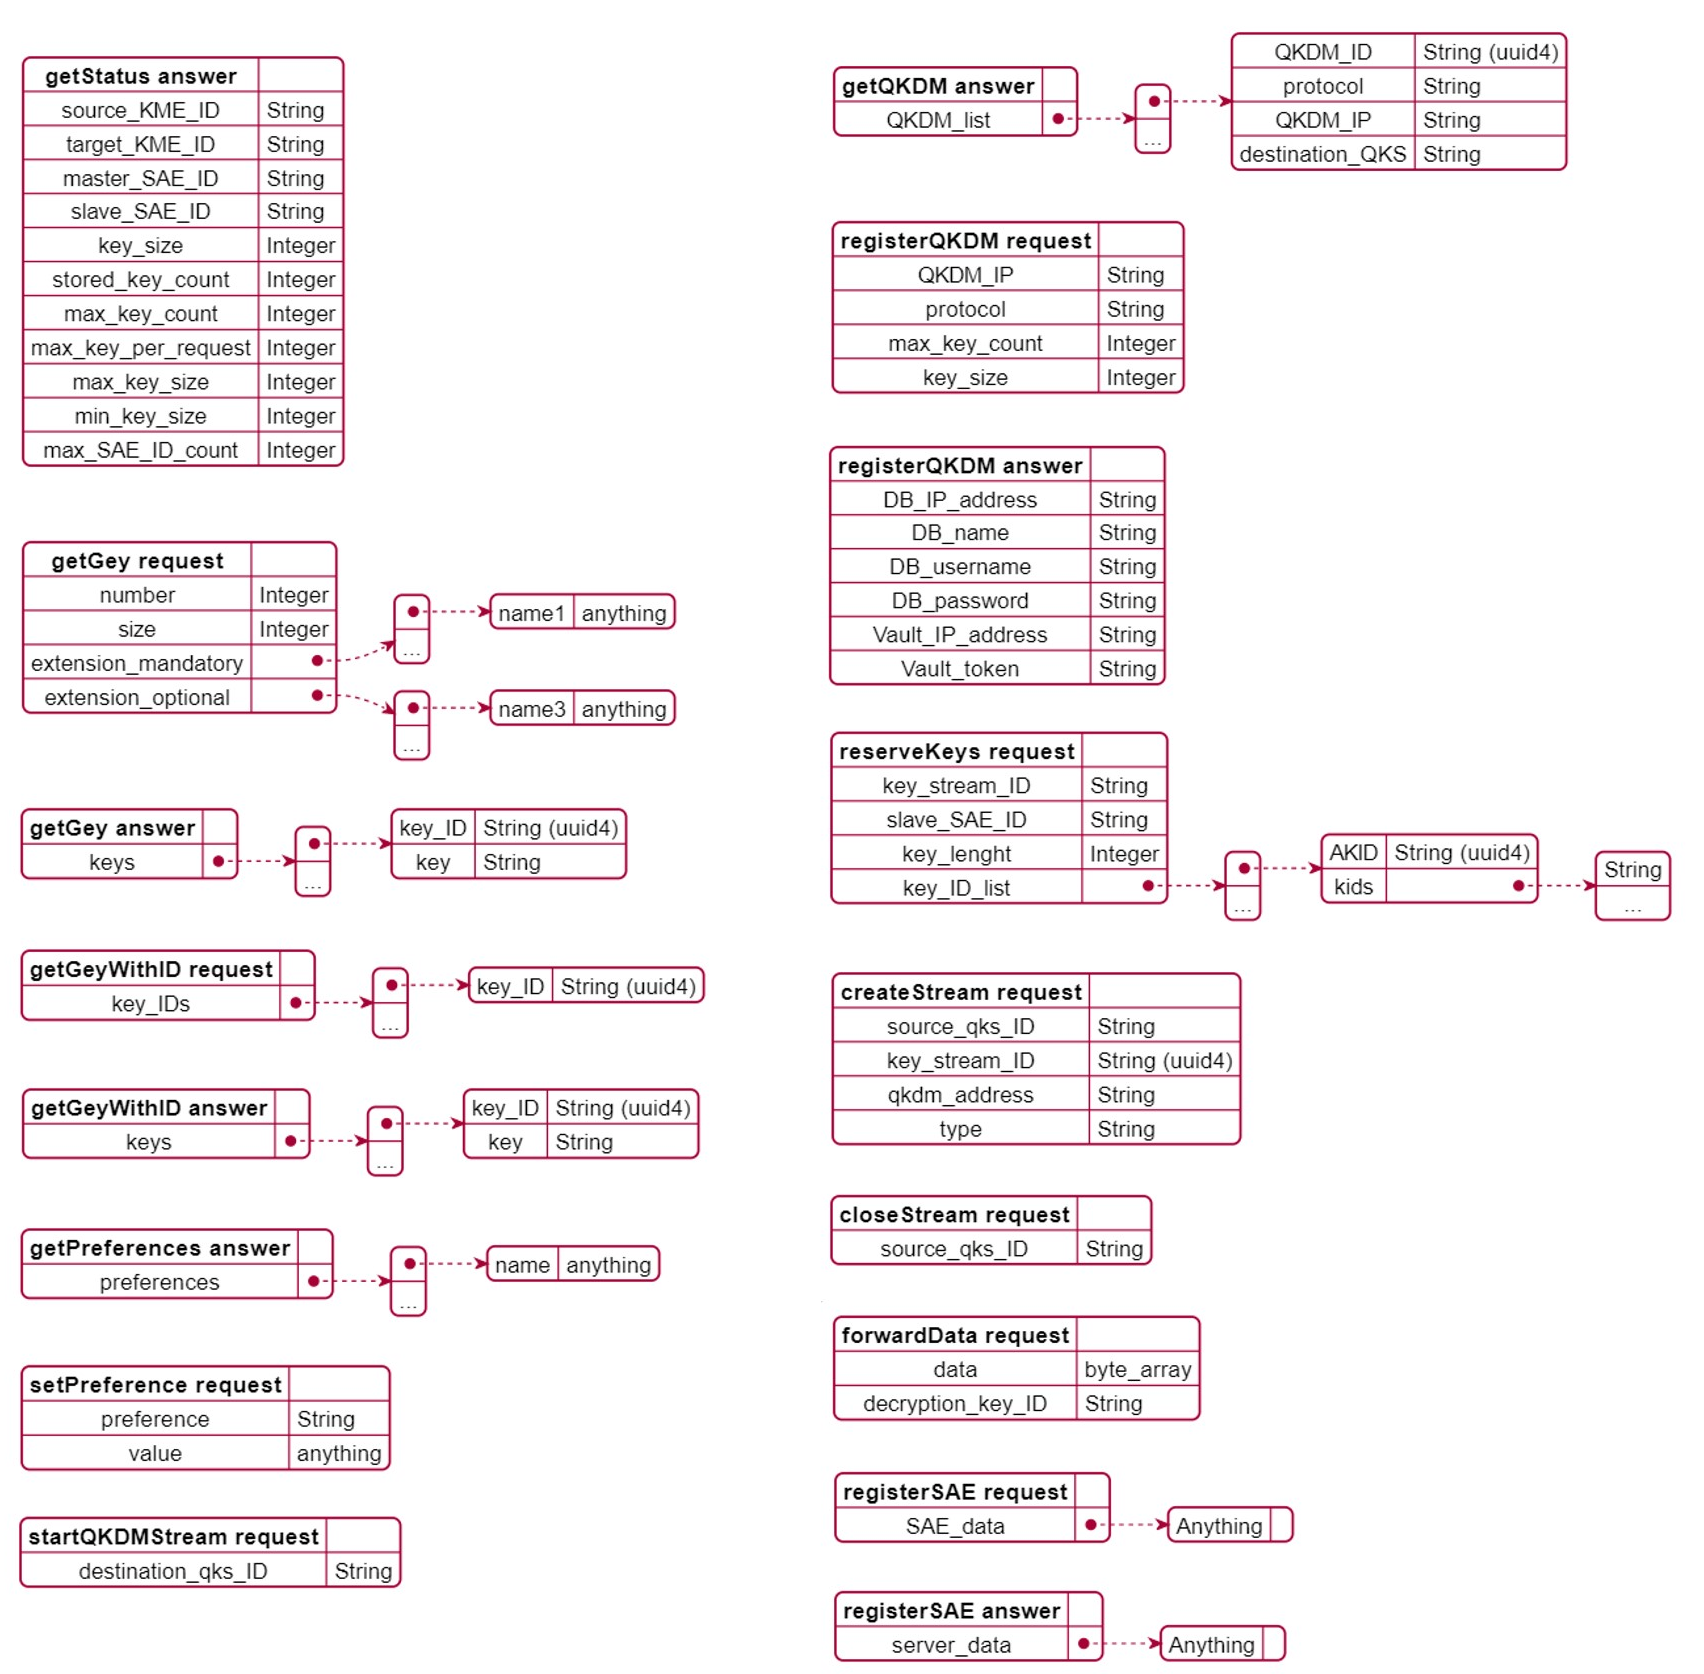 getStatus answer
source_KME_ID String
target_KME_ID String
master_SAE_ID String
slave_SAE_ID String
key_size Integer
stored_key_count Integer
max_key_count Integer
max_key_per_request Integer
max_key_size Integer
min_key_size Integer
max_SAE_ID_count Integer
getGey request
number Integer
size Integer
extension_mandatory
extension_optional
...
name1 anything
...
name3 anything
getGey answer
keys
...
key_ID String (uuid4)
key String
getGeyWithID request
key_IDs
...
key_ID String (uuid4)
getGeyWithID answer
keys
...
key_ID String (uuid4)
key String
getPreferences answer
preferences
...
name anything
setPreference request
preference String
value anything
startQKDMStream request
destination_qks_ID String
getQKDM answer
QKDM_list
...
QKDM_ID String (uuid4)
protocol String
QKDM_IP String
destination_QKS String
registerQKDM request
QKDM_IP String
protocol String
max_key_count Integer
key_size Integer
registerQKDM answer
DB_IP_address String
DB_name String
DB_username String
DB_password String
Vault_IP_address String
Vault_token String
reserveKeys request
key_stream_ID String
slave_SAE_ID String
key_lenght Integer
key_ID_list
...
AKID String (uuid4)
kids
String
...
createStream request
source_qks_ID String
key_stream_ID String (uuid4)
qkdm_address String
type String
closeStream request
source_qks_ID String
forwardData request
data byte_array
decryption_key_ID String
registerSAE request
SAE_data
Anything
registerSAE answer
server_data
Anything